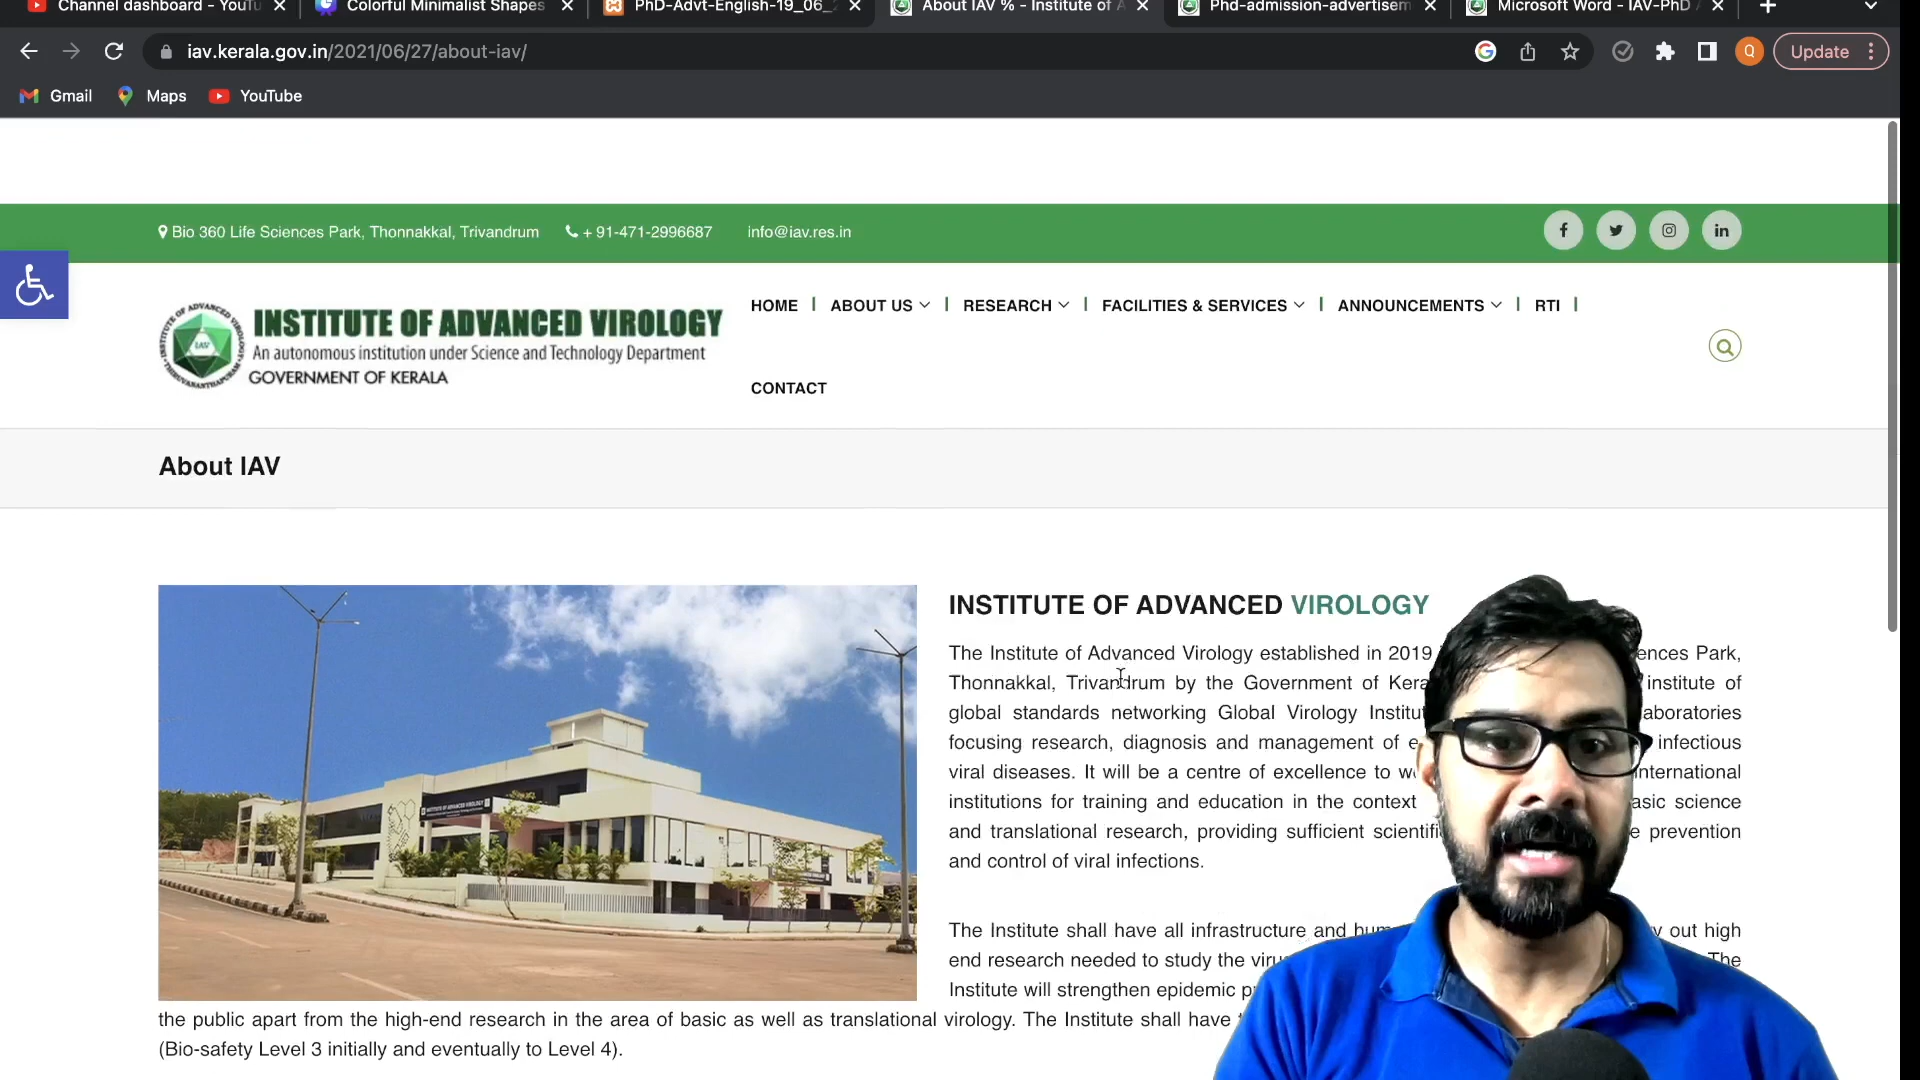 Channel dashboard - YouTu
Colorful Minimalist Shapes
PhD-Advt-English-19_06_2
About IAV % - Institute of A
Phd-admission-advertisem
Microsoft Word - IAV-PhD A
iav.kerala.gov.in/2021/06/27/about-iav/
Q
Update
Gmail
Maps
YouTube
Bio 360 Life Sciences Park, Thonnakkal, Trivandrum
+ 91-471-2996687
info@iav.res.in
INSTITUTE OF ADVANCED VIROLOGY
An autonomous institution under Science and Technology Department
GOVERNMENT OF KERALA
IAV
HOME
ABOUT US
RESEARCH
FACILITIES & SERVICES
ANNOUNCEMENTS
RTI
CONTACT
About IAV
INSTITUTE OF ADVANCED VIROLOGY
The Institute of Advanced Virology established in 2019 ences Park,
Thonnakkal, Trivandrum by the Government of Kera institute of
global standards networking Global Virology Institut aboratories
focusing research, diagnosis and management of e infectious
viral diseases. It will be a centre of excellence to w nternational
institutions for training and education in the context asic science
and translational research, providing sufficient scientifi e prevention
and control of viral infections.
The Institute shall have all infrastructure and hum y out high
end research needed to study the viru The
Institute will strengthen epidemic p
the public apart from the high-end research in the area of basic as well as translational virology. The Institute shall have
(Bio-safety Level 3 initially and eventually to Level 4).